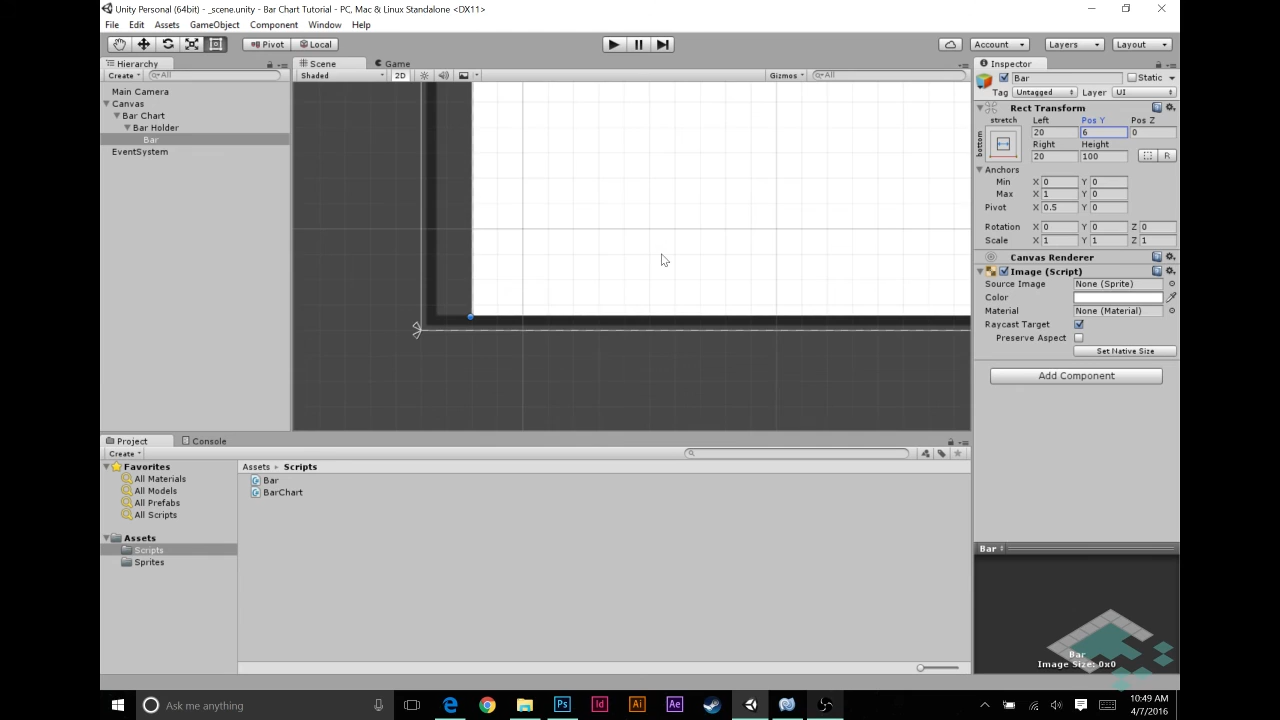 Unity Personal (64bit) - _scene.unity - Bar Chart Tutorial - PC, Mac & Linux Standalone <DX11>
File Edit Assets GameObject Component Window Help
Pivot Local Account Layers Layout
Hierarchy
Create All
Main Camera
Canvas
Bar Chart
Bar Holder
Bar
EventSystem
Scene Game
Shaded 2D Gizmos All
Inspector
Bar Static
Tag Untagged Layer UI
Rect Transform
stretch Left Pos Y Pos Z
bottom 20 6 0
Right Height
20 100 R
Anchors
Min X 0 Y 0
Max X 1 Y 0
Pivot X 0.5 Y 0
Rotation X 0 Y 0 Z 0
Scale X 1 Y 1 Z 1
Canvas Renderer
Image (Script)
Source Image None (Sprite)
Color
Material None (Material)
Raycast Target
Preserve Aspect
Set Native Size
Add Component
Project Console
Create
Favorites
All Materials
All Models
All Prefabs
All Scripts
Assets
Scripts
Sprites
Assets Scripts
Bar
BarChart
Bar
Bar
Image Size: 0x0
Ask me anything
Ps Id Ai Ae
10:49 AM
4/7/2016